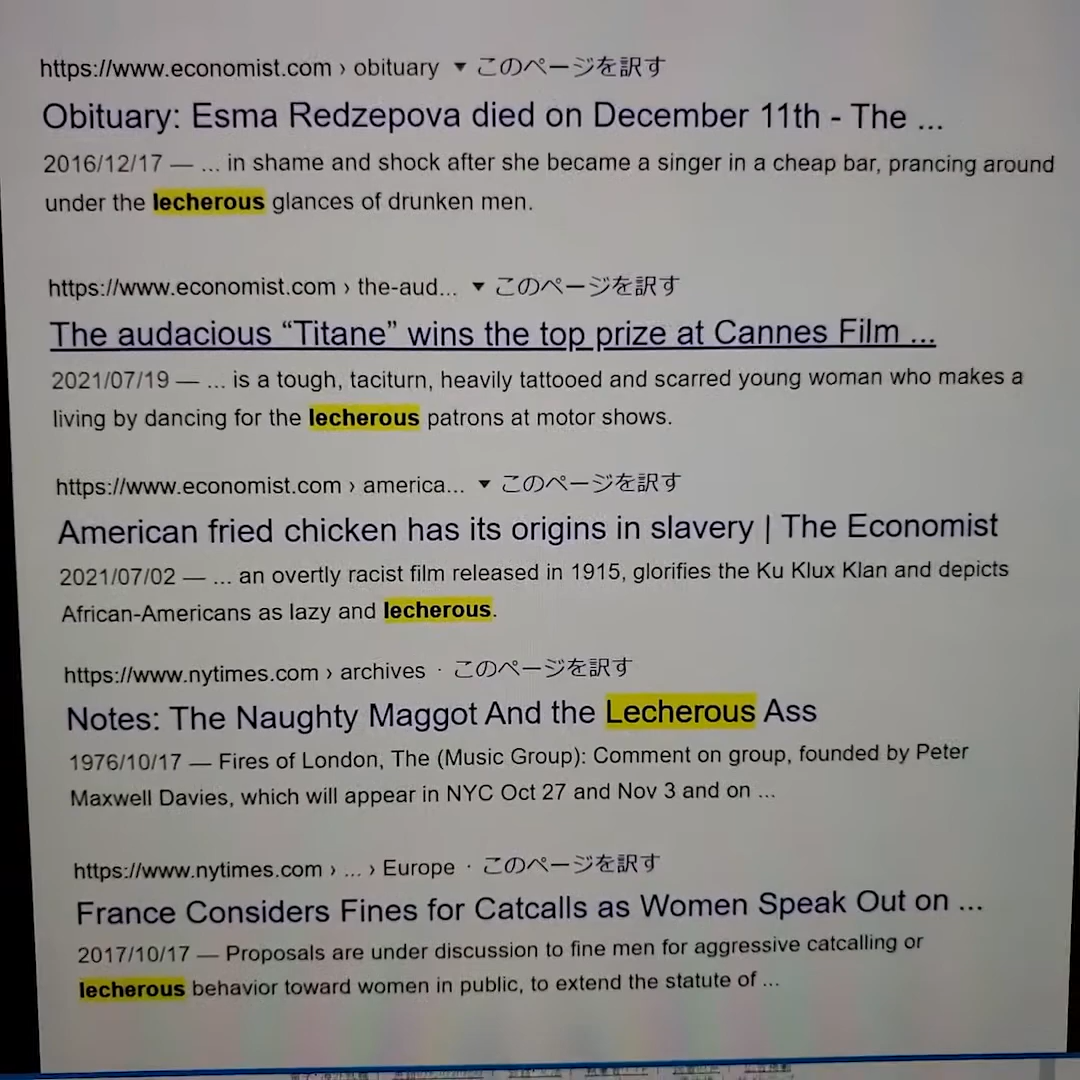 https://www.economist.com › obituary ▼ このページを訳す
Obituary: Esma Redzepova died on December 11th - The ...
2016/12/17 — ... in shame and shock after she became a singer in a cheap bar, prancing around
under the lecherous glances of drunken men.
https://www.economist.com › the-aud... ▼ このページを訳す
The audacious “Titane” wins the top prize at Cannes Film ...
2021/07/19 — ... is a tough, taciturn, heavily tattooed and scarred young woman who makes a
living by dancing for the lecherous patrons at motor shows.
https://www.economist.com › america... ▼ このページを訳す
American fried chicken has its origins in slavery | The Economist
2021/07/02 — ... an overtly racist film released in 1915, glorifies the Ku Klux Klan and depicts
African-Americans as lazy and lecherous.
https://www.nytimes.com › archives · このページを訳す
Notes: The Naughty Maggot And the Lecherous Ass
1976/10/17 — Fires of London, The (Music Group): Comment on group, founded by Peter
Maxwell Davies, which will appear in NYC Oct 27 and Nov 3 and on ...
https://www.nytimes.com › ... › Europe · このページを訳す
France Considers Fines for Catcalls as Women Speak Out on ...
2017/10/17 — Proposals are under discussion to fine men for aggressive catcalling or
lecherous behavior toward women in public, to extend the statute of ...